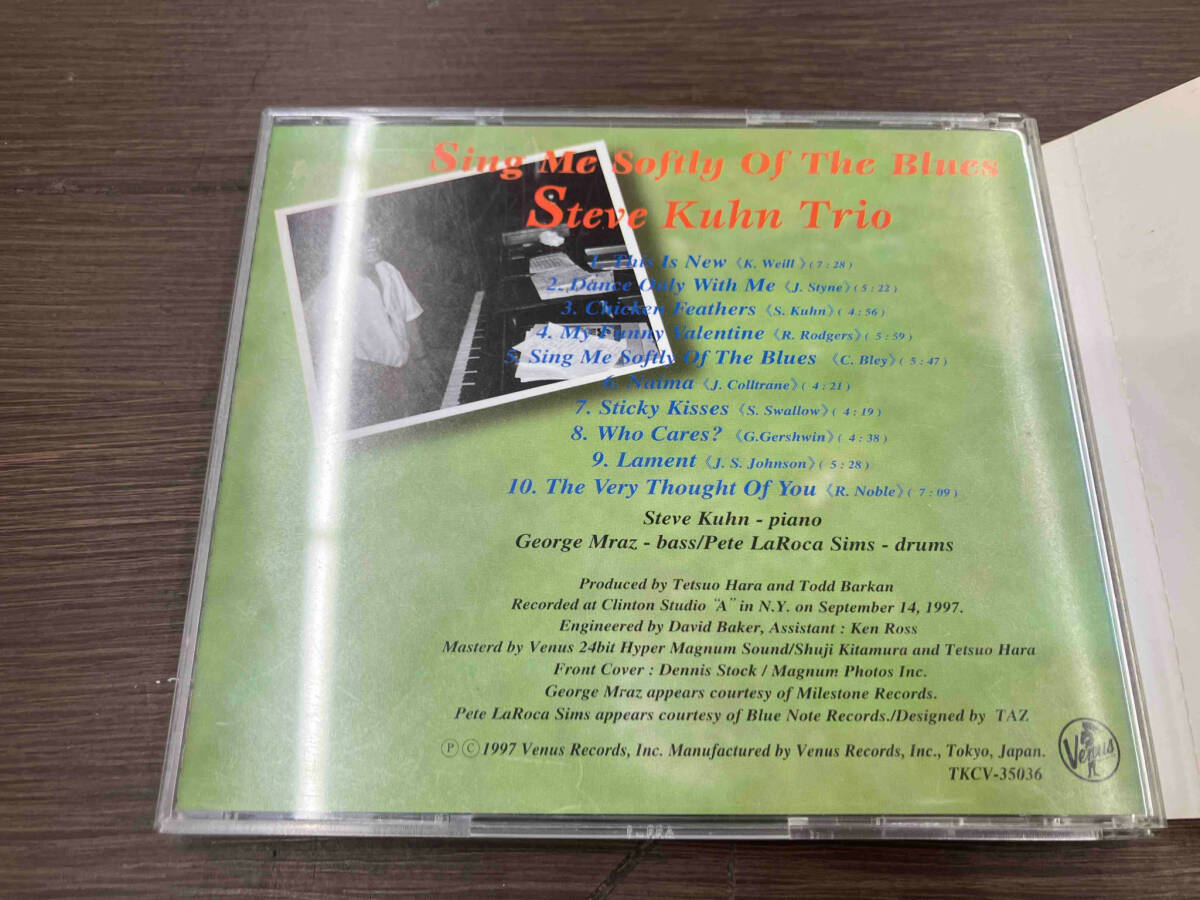 Sing Me Softly Of The Blues
Steve Kuhn Trio
1. This Is New 《K. Weill》(7:28)
2. Dance Only With Me 《J. Styne》(5:22)
3. Chicken Feathers 《S. Kuhn》(4:56)
4. My Funny Valentine 《R. Rodgers》(5:59)
5. Sing Me Softly Of The Blues 《C. Bley》(5:47)
6. Naima 《J. Colltrane》(4:21)
7. Sticky Kisses 《S. Swallow》(4:19)
8. Who Cares? 《G.Gershwin》(4:38)
9. Lament 《J. S. Johnson》(5:28)
10. The Very Thought Of You 《R. Noble》(7:09)
Steve Kuhn - piano
George Mraz - bass/Pete LaRoca Sims - drums
Produced by Tetsuo Hara and Todd Barkan
Recorded at Clinton Studio "A" in N.Y. on September 14, 1997.
Engineered by David Baker, Assistant : Ken Ross
Masterd by Venus 24bit Hyper Magnum Sound/Shuji Kitamura and Tetsuo Hara
Front Cover : Dennis Stock / Magnum Photos Inc.
George Mraz appears courtesy of Milestone Records.
Pete LaRoca Sims appears courtesy of Blue Note Records./Designed by TAZ
Ⓟ Ⓒ 1997 Venus Records, Inc. Manufactured by Venus Records, Inc., Tokyo, Japan.
Venus
TKCV-35036